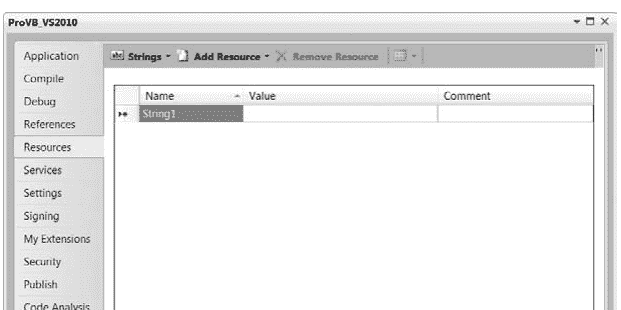 ProVB_VS2010
Application
Strings Add Resource Remove Resource
Compile
Debug
Name Value Comment
String1
References
Resources
Services
Settings
Signing
My Extensions
Security
Publish
Code Analysis